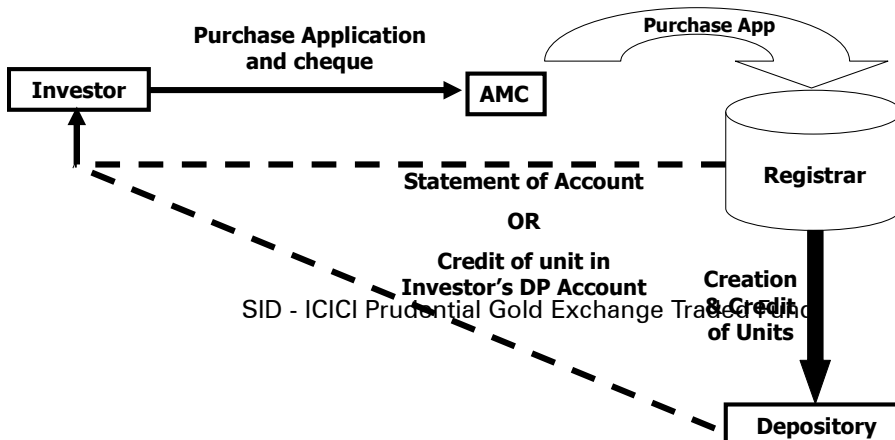 Purchase App
Purchase Application
and cheque
Investor
AMC
Registrar
Statement of Account
OR
Credit of unit in
Investor’s DP Account
Creation
& Credit
of Units
SID - ICICI Prudential Gold Exchange Traded Fund
Depository